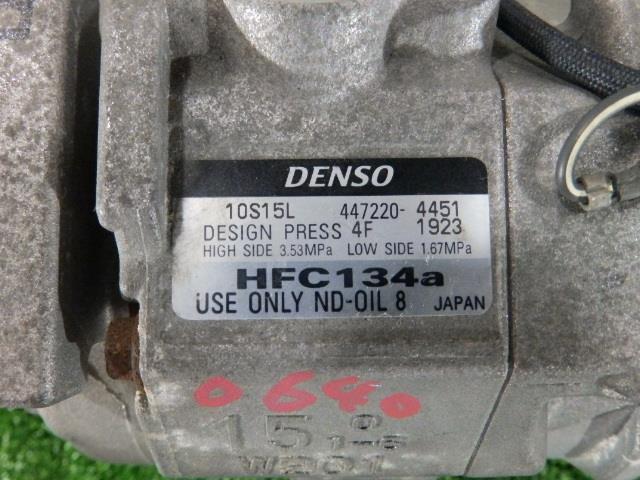 DENSO
10S15L 447220- 4451
DESIGN PRESS 4F 1923
HIGH SIDE 3.53MPa LOW SIDE 1.67MPa
HFC134a
USE ONLY ND-OIL 8 JAPAN
0640
15